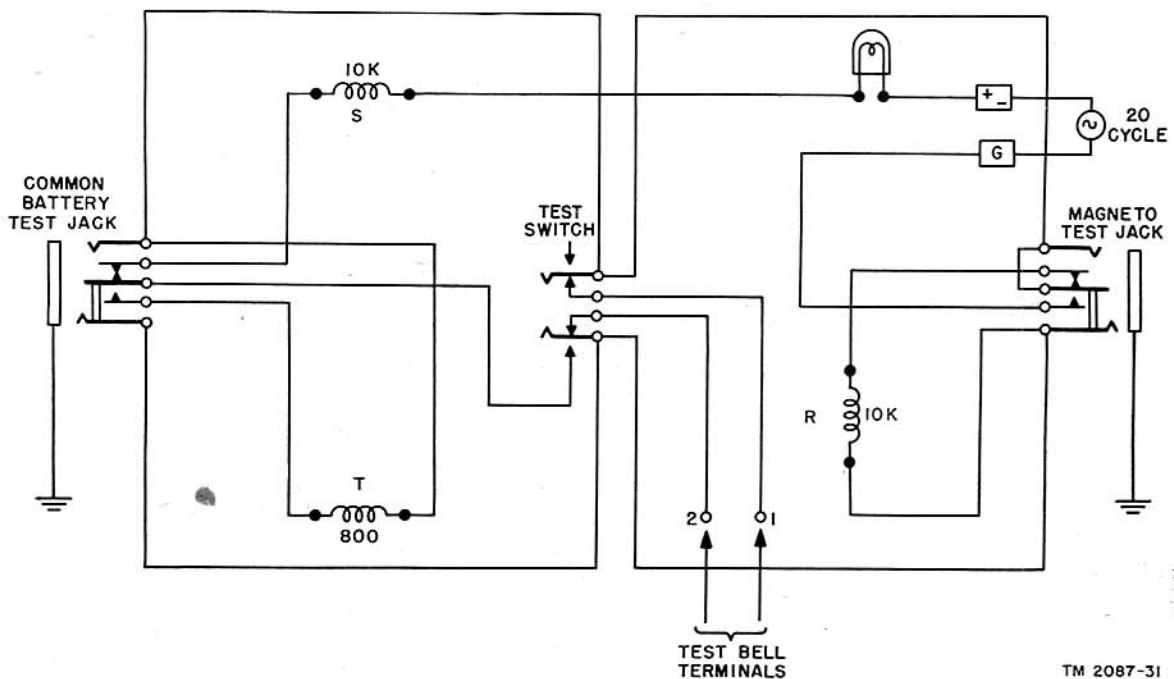 10K
S
+ -
20
CYCLE
G
COMMON
BATTERY
TEST JACK
TEST
SWITCH
MAGNETO
TEST JACK
R
10K
T
800
2
1
TEST BELL
TERMINALS
TM 2087-31